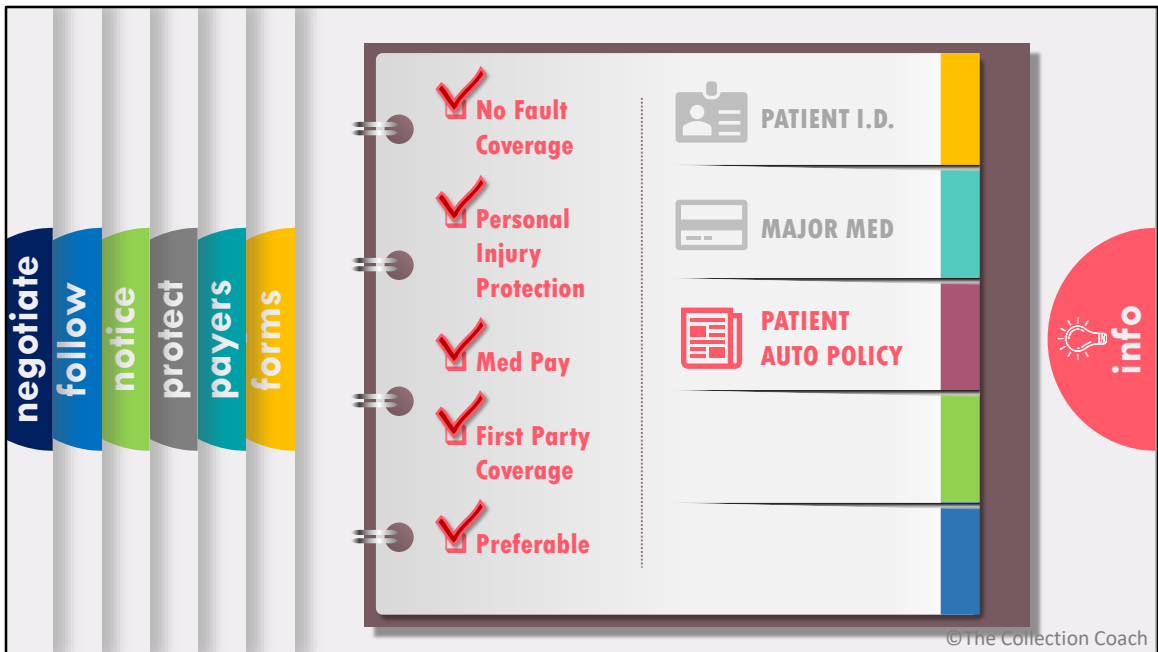 negotiate
follow
notice
protect
payers
forms
No Fault
Coverage
Personal
Injury
Protection
Med Pay
First Party
Coverage
Preferable
PATIENT I.D.
MAJOR MED
PATIENT
AUTO POLICY
info
©The Collection Coach